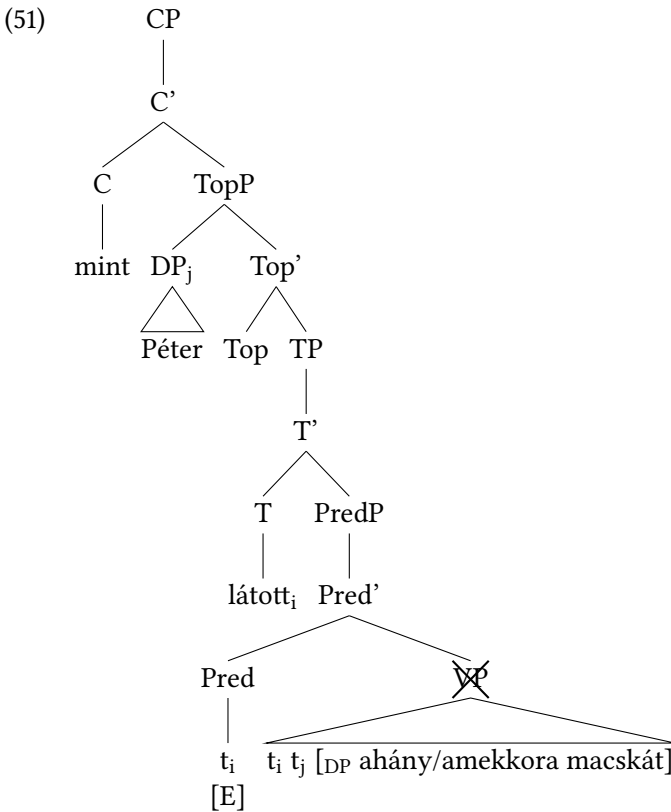 (51)
CP
C’
C TopP
mint DPj Top’
Péter Top TP
T’
T PredP
látotti Pred’
Pred VP
ti ti tj [DP ahány/amekkora macskát]
[E]